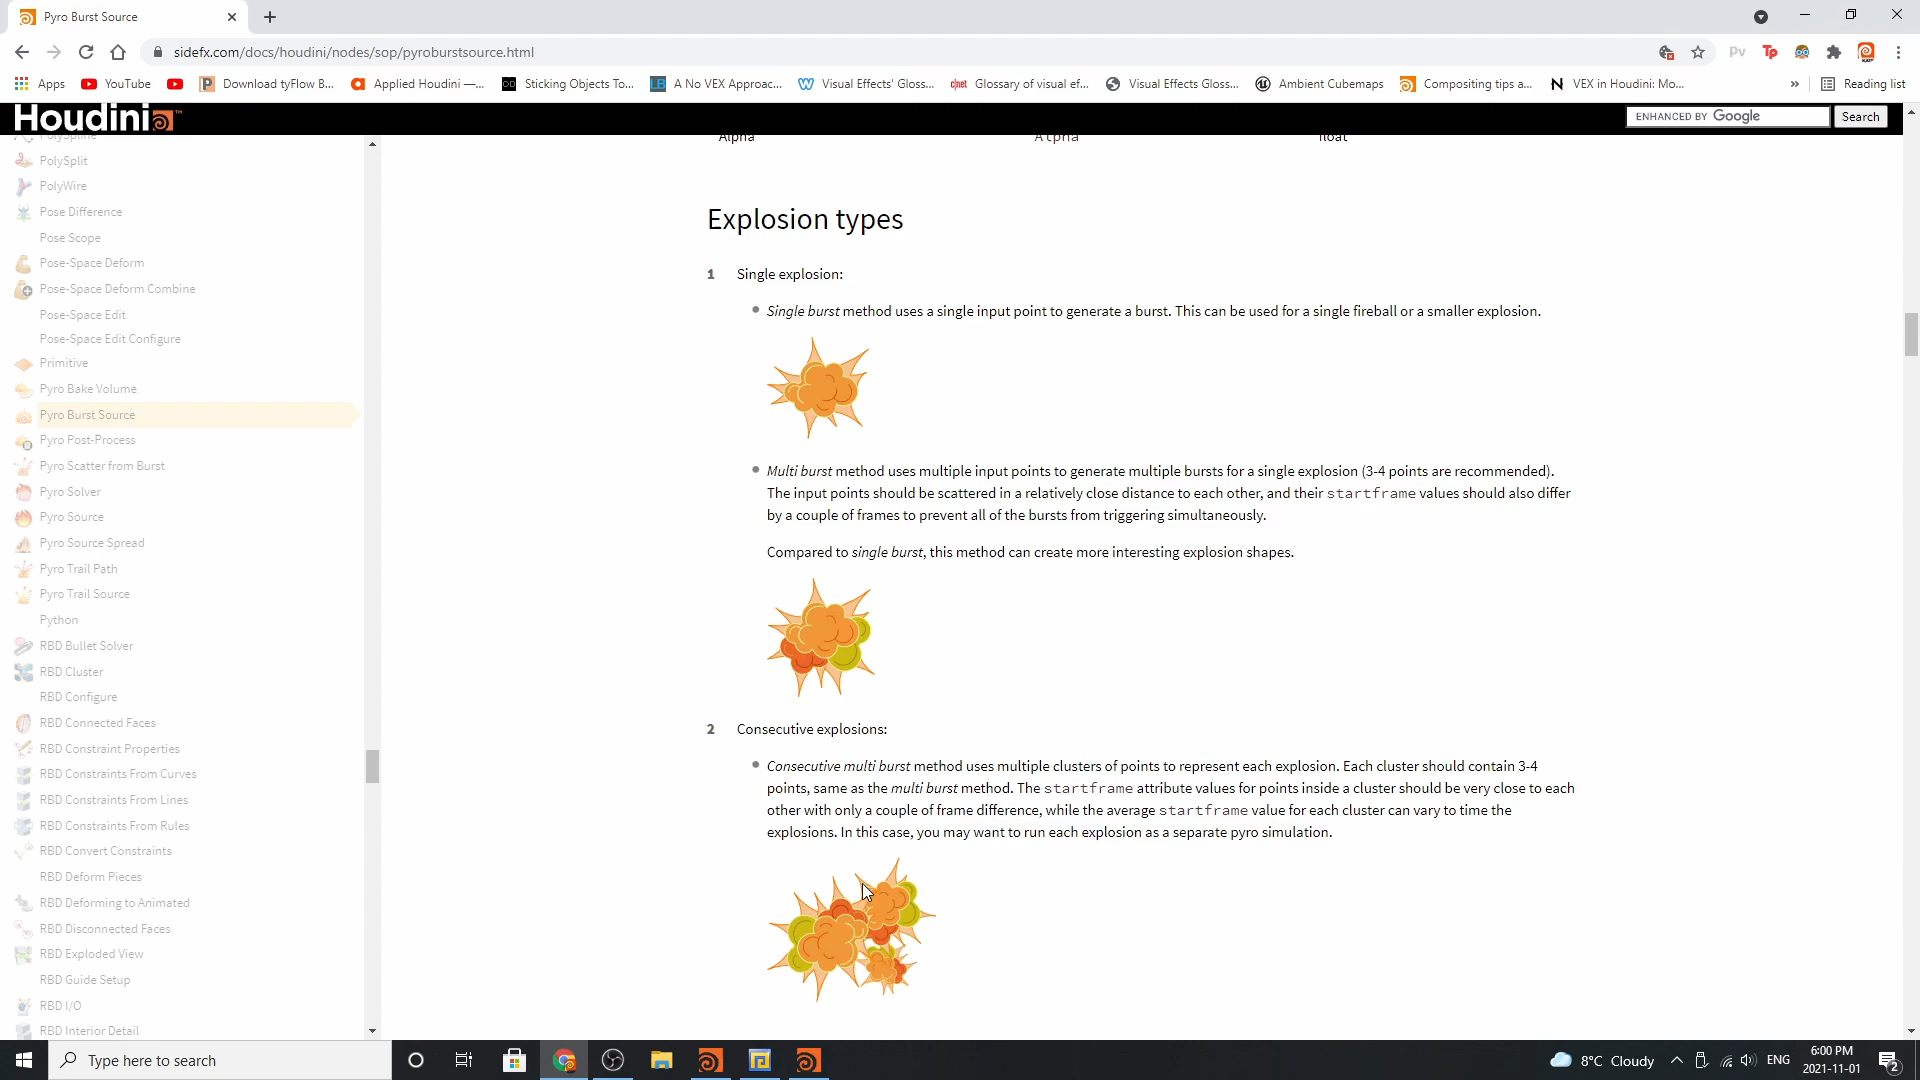 Pyro Burst Source
sidefx.com/docs/houdini/nodes/sop/pyroburstsource.html
Apps
YouTube
Download tyFlow B...
Applied Houdini —...
Sticking Objects To...
A No VEX Approac...
Visual Effects' Gloss...
Glossary of visual ef...
Visual Effects Gloss...
Ambient Cubemaps
Compositing tips a...
VEX in Houdini: Mo...
»
Reading list
Houdini
ENHANCED BY Google
Search
PolySpline
PolySplit
PolyWire
Pose Difference
Pose Scope
Pose-Space Deform
Pose-Space Deform Combine
Pose-Space Edit
Pose-Space Edit Configure
Primitive
Pyro Bake Volume
Pyro Burst Source
Pyro Post-Process
Pyro Scatter from Burst
Pyro Solver
Pyro Source
Pyro Source Spread
Pyro Trail Path
Pyro Trail Source
Python
RBD Bullet Solver
RBD Cluster
RBD Configure
RBD Connected Faces
RBD Constraint Properties
RBD Constraints From Curves
RBD Constraints From Lines
RBD Constraints From Rules
RBD Convert Constraints
RBD Deform Pieces
RBD Deforming to Animated
RBD Disconnected Faces
RBD Exploded View
RBD Guide Setup
RBD I/O
RBD Interior Detail
Alpha Alpha float
Explosion types
1 Single explosion:
Single burst method uses a single input point to generate a burst. This can be used for a single fireball or a smaller explosion.
Multi burst method uses multiple input points to generate multiple bursts for a single explosion (3-4 points are recommended).
The input points should be scattered in a relatively close distance to each other, and their startframe values should also differ
by a couple of frames to prevent all of the bursts from triggering simultaneously.
Compared to single burst, this method can create more interesting explosion shapes.
2 Consecutive explosions:
Consecutive multi burst method uses multiple clusters of points to represent each explosion. Each cluster should contain 3-4
points, same as the multi burst method. The startframe attribute values for points inside a cluster should be very close to each
other with only a couple of frame difference, while the average startframe value for each cluster can vary to time the
explosions. In this case, you may want to run each explosion as a separate pyro simulation.
Type here to search
8°C Cloudy
ENG
6:00 PM
2021-11-01
2